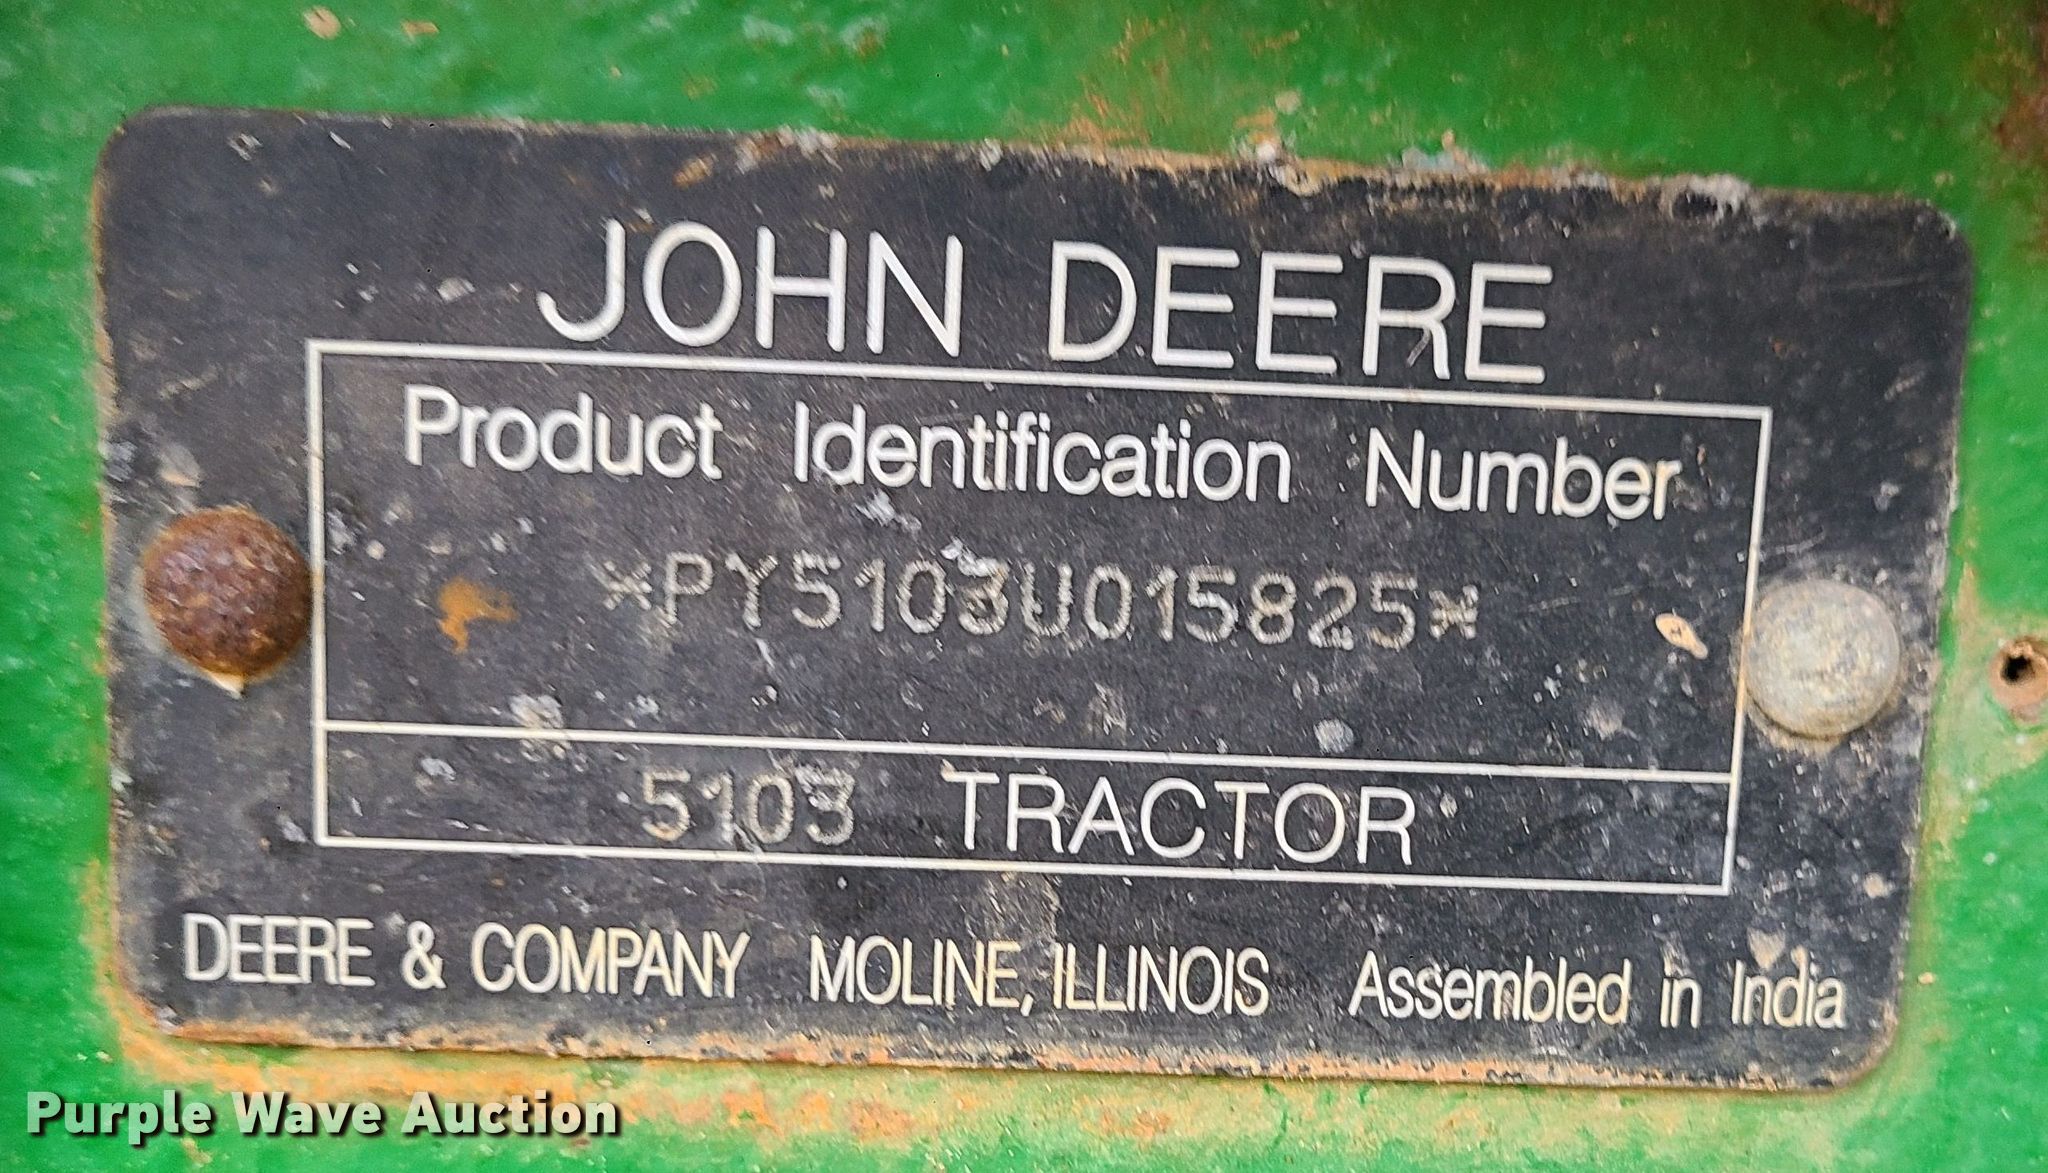 JOHN DEERE
Product Identification Number
*PY5103U015825*
5103 TRACTOR
DEERE & COMPANY MOLINE, ILLINOIS Assembled in India
Purple Wave Auction